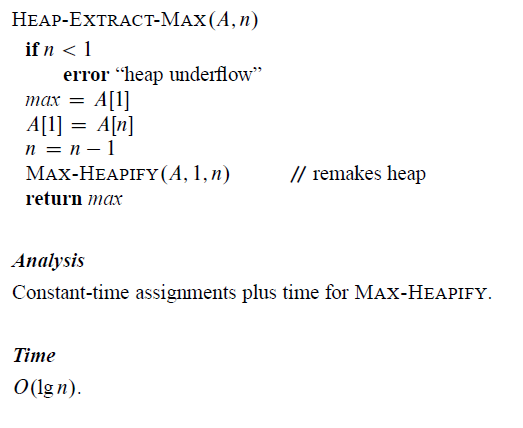 HEAP-EXTRACT-MAX(A, n)
if n < 1
error “heap underflow”
max = A[1]
A[1] = A[n]
n = n − 1
MAX-HEAPIFY(A, 1, n) // remakes heap
return max
Analysis
Constant-time assignments plus time for MAX-HEAPIFY.
Time
O(lg n).